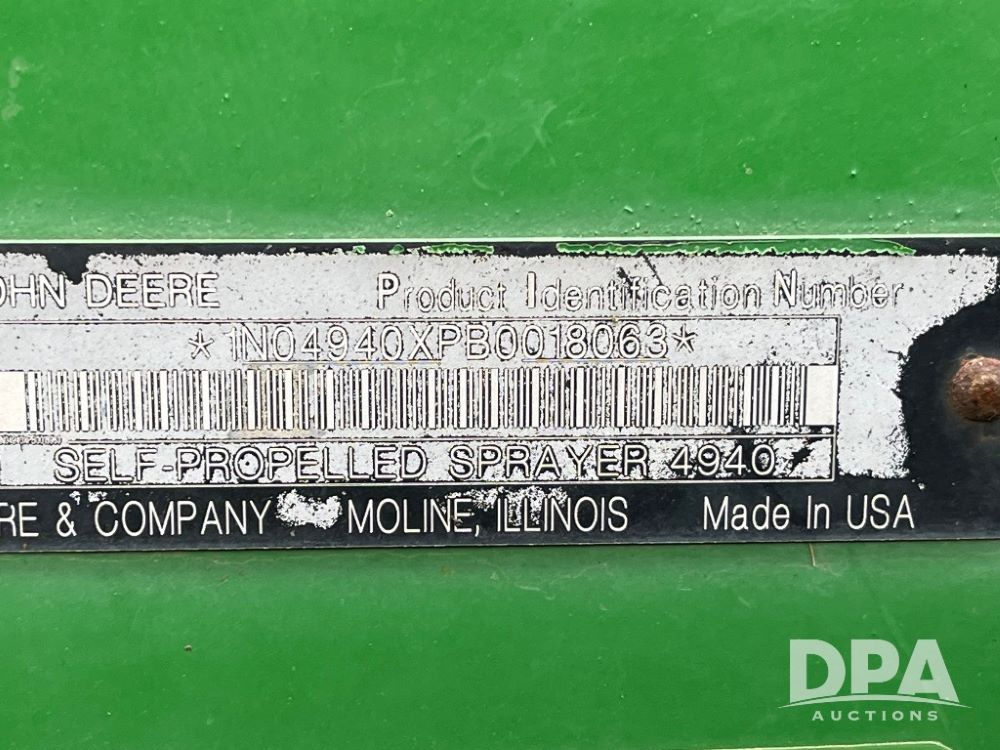 OHN DEERE Product Identification Number
*1N04940XPB0018063*
SELF-PROPELLED SPRAYER 4940
RE & COMPANY MOLINE, ILLINOIS Made In USA
DPA
AUCTIONS